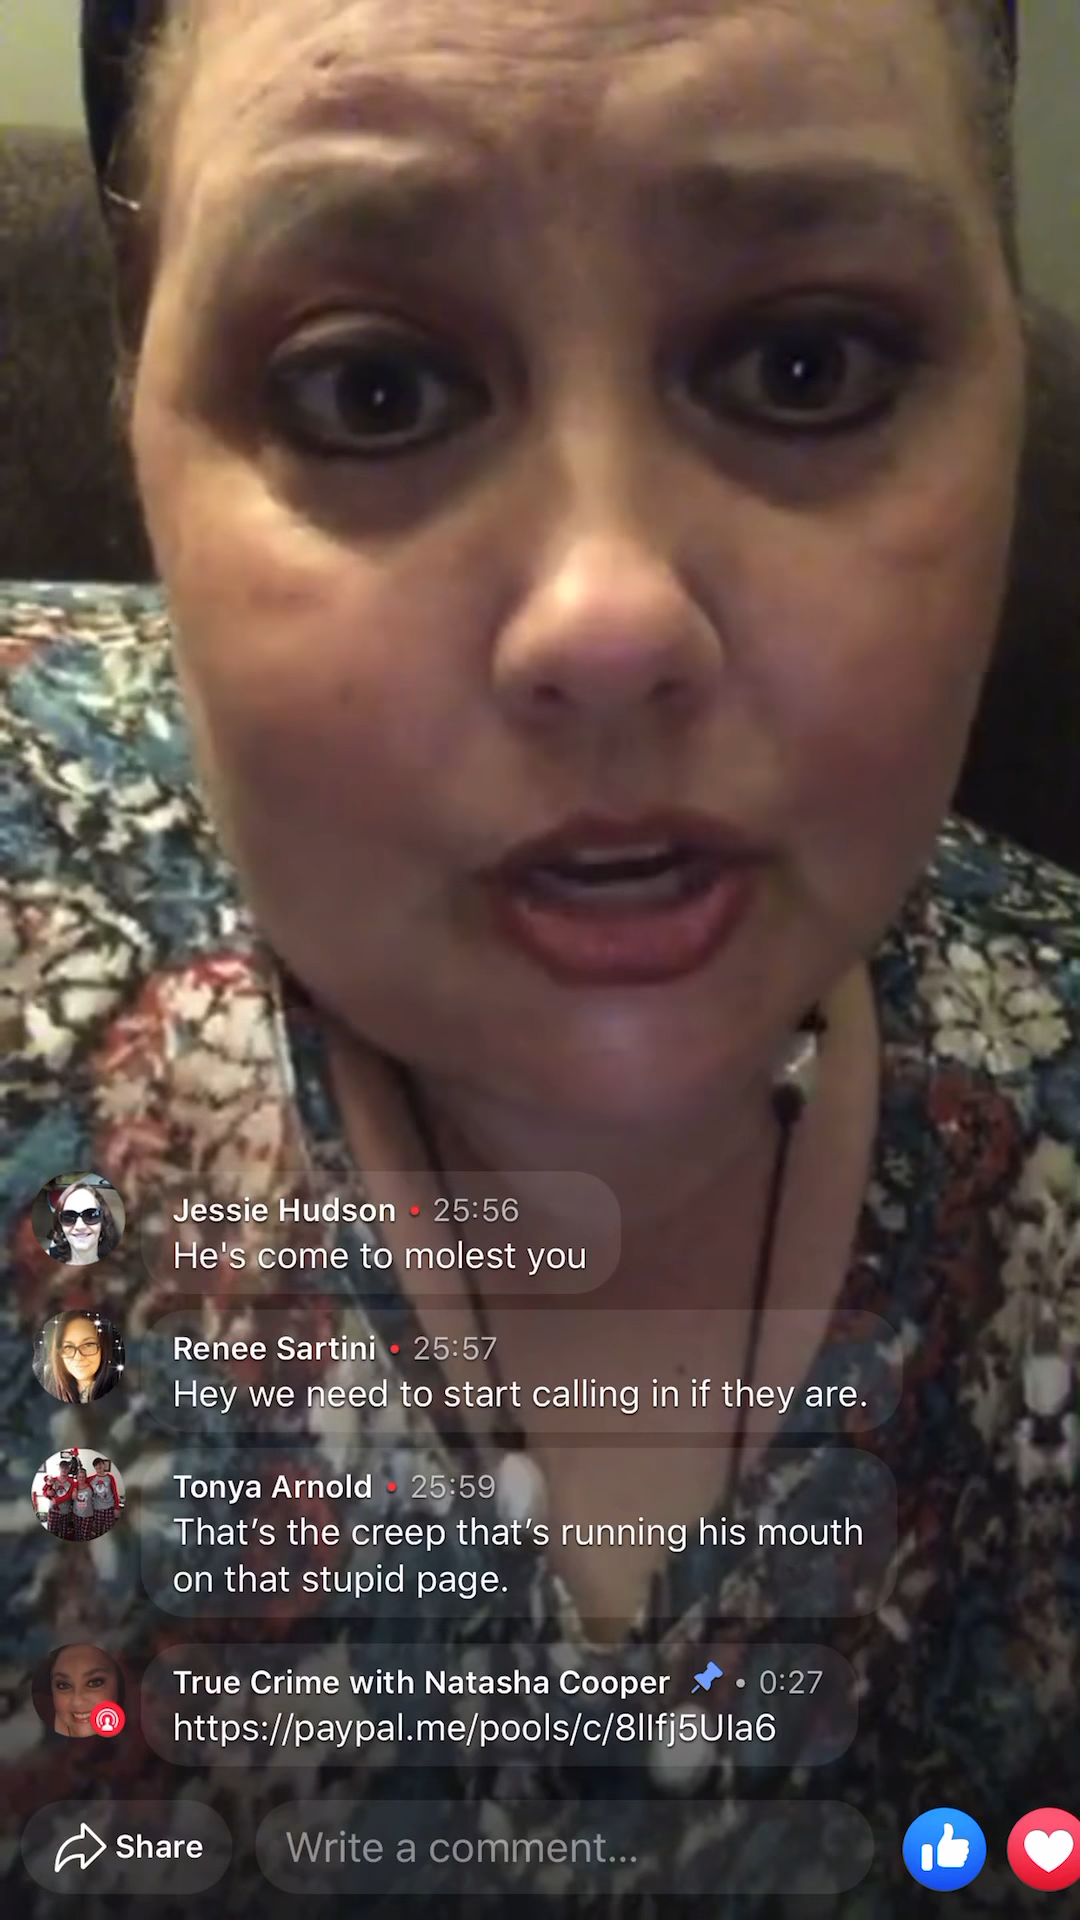 Jessie Hudson • 25:56
He's come to molest you
Renee Sartini • 25:57
Hey we need to start calling in if they are.
Tonya Arnold • 25:59
That’s the creep that’s running his mouth
on that stupid page.
True Crime with Natasha Cooper • 0:27
https://paypal.me/pools/c/8lIfj5UIa6
Share
Write a comment...